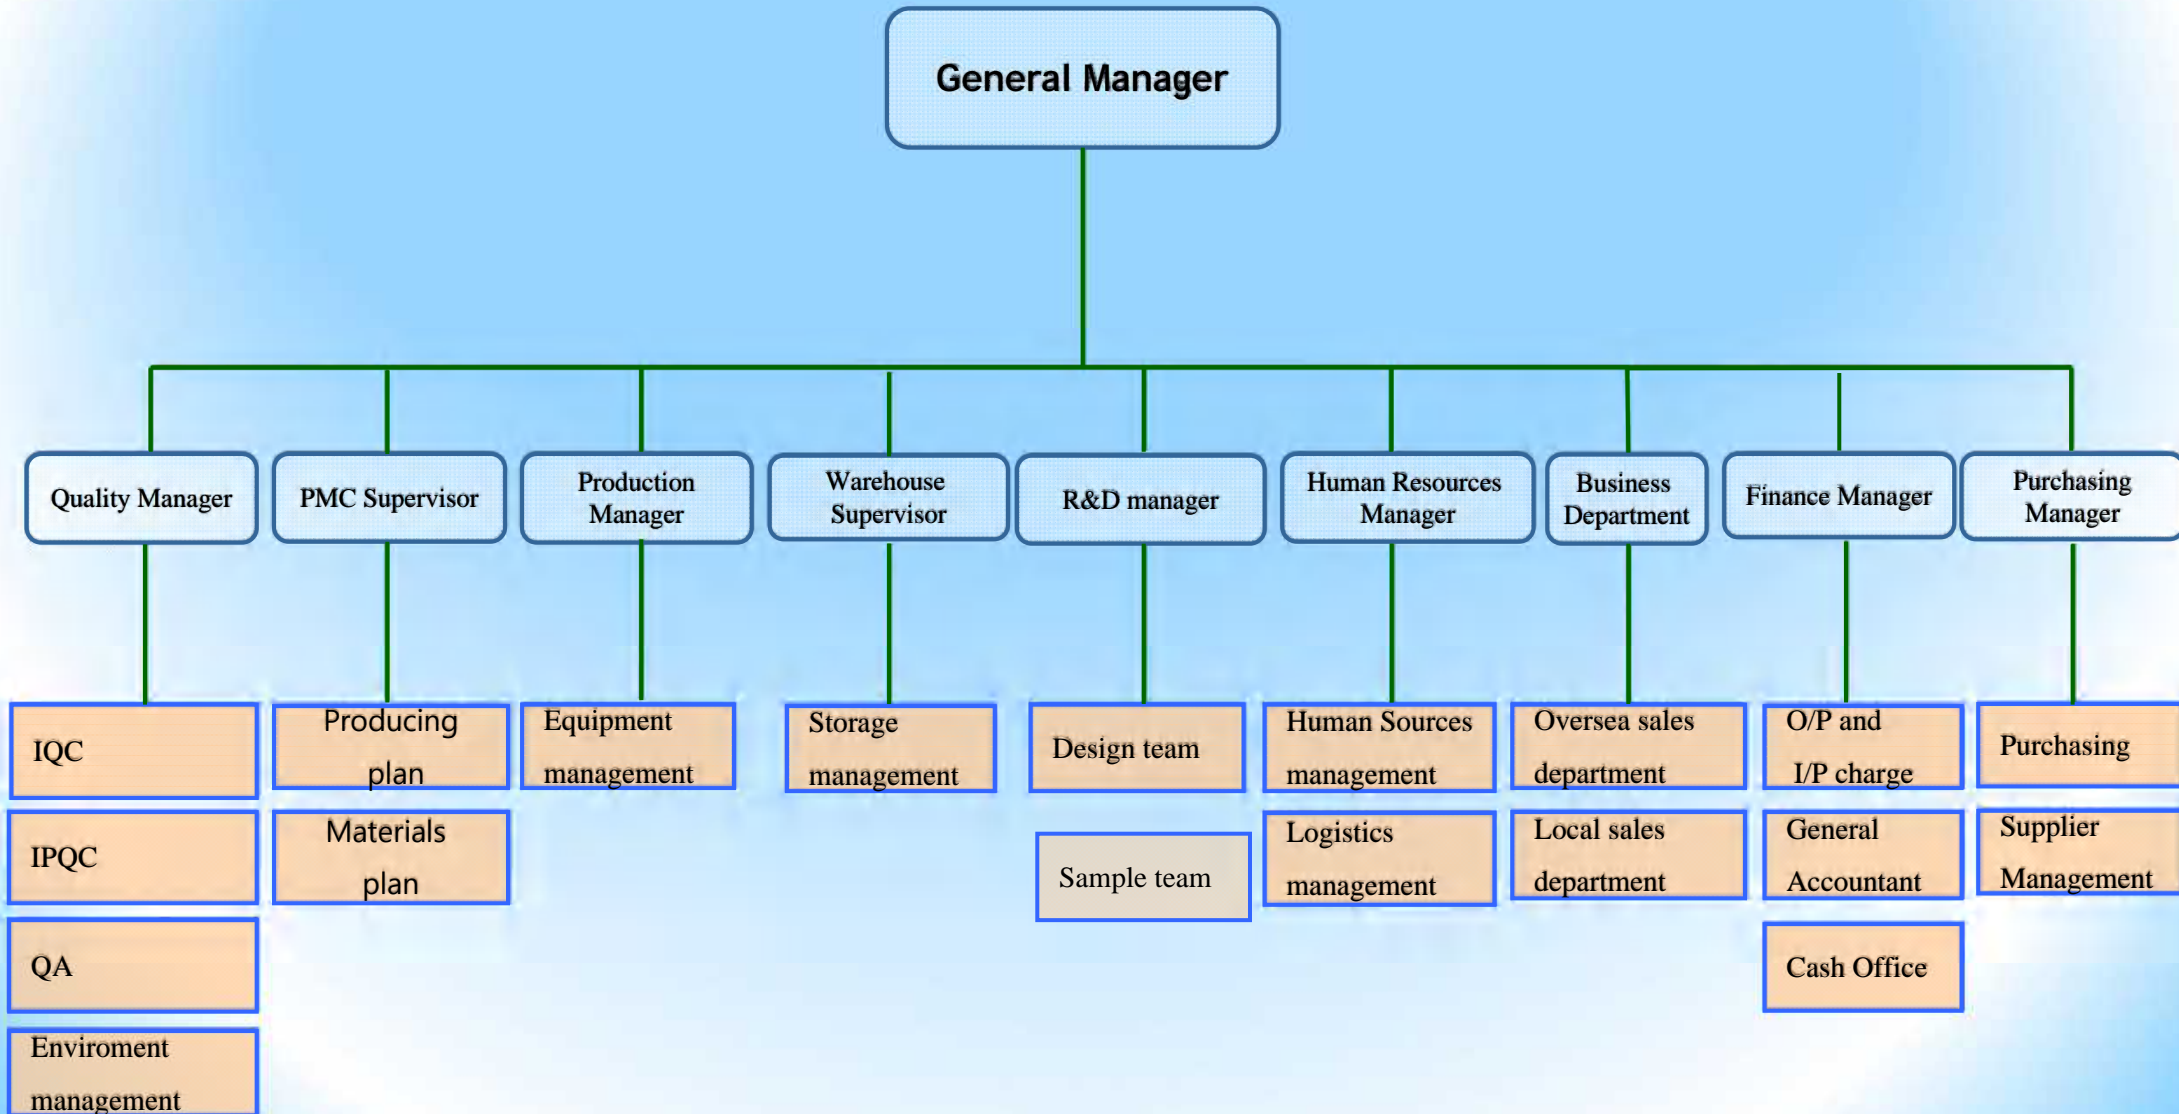 General Manager
Quality Manager
PMC Supervisor
Production
Manager
Warehouse
Supervisor
R&D manager
Human Resources
Manager
Business
Department
Finance Manager
Purchasing
Manager
IQC
IPQC
QA
Enviroment
management
Producing
plan
Materials
plan
Equipment
management
Storage
management
Design team
Sample team
Human Sources
management
Logistics
management
Oversea sales
department
Local sales
department
O/P and
I/P charge
General
Accountant
Cash Office
Purchasing
Supplier
Management